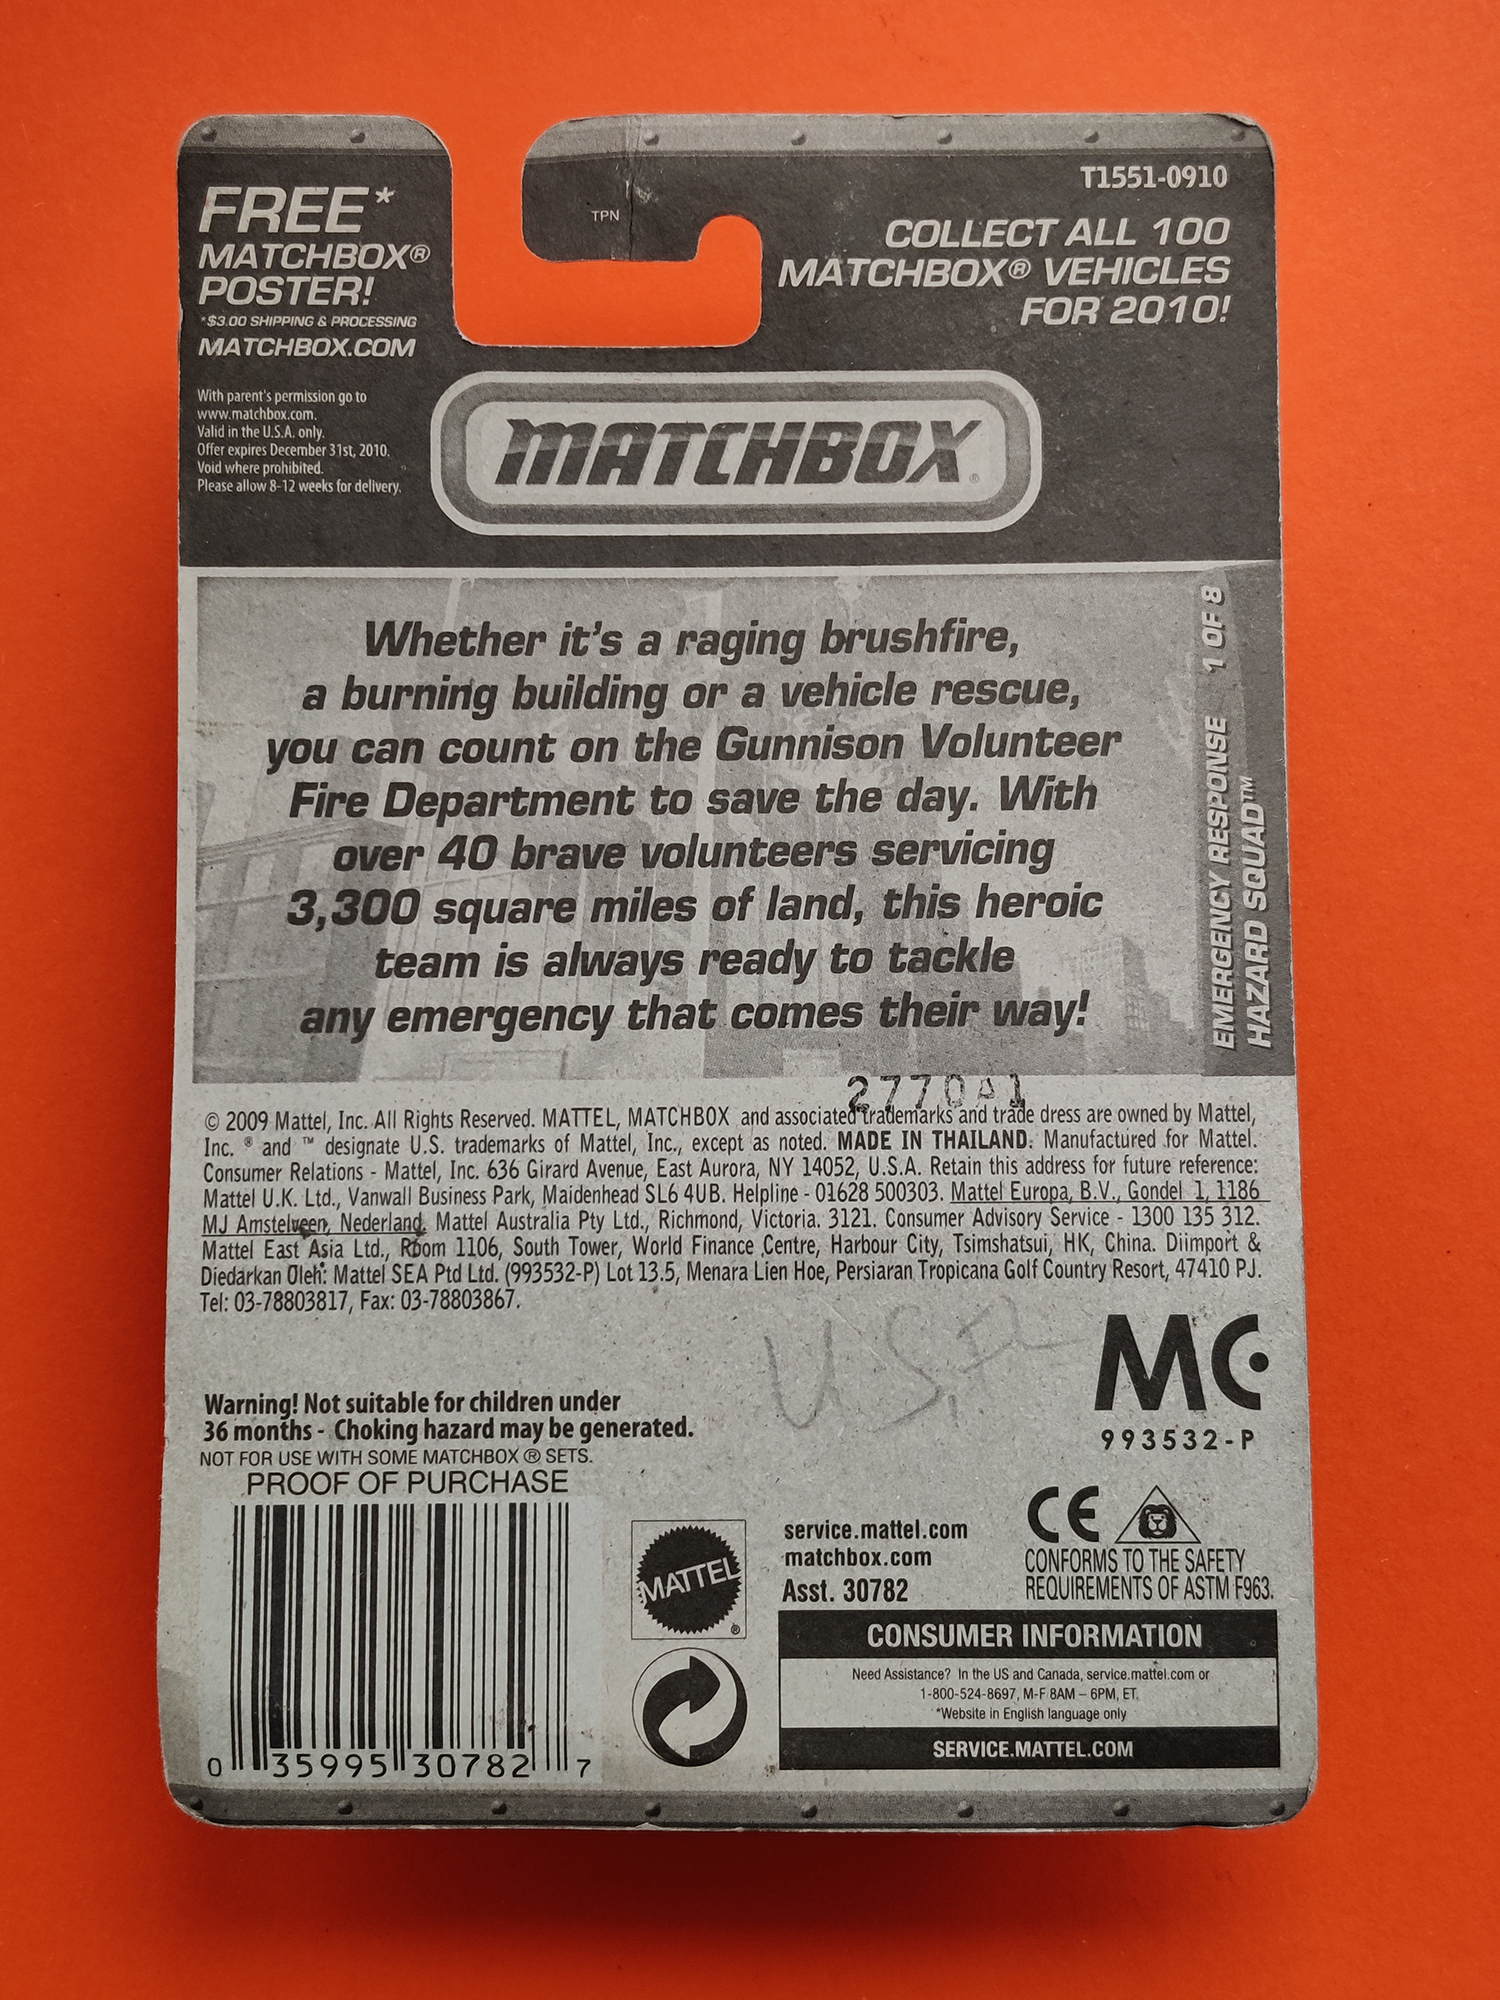 FREE*
MATCHBOX®
POSTER!
*$3.00 SHIPPING & PROCESSING
MATCHBOX.COM
With parent's permission go to
www.matchbox.com.
Valid in the U.S.A. only.
Offer expires December 31st, 2010.
Void where prohibited.
Please allow 8-12 weeks for delivery.
TPN
T1551-0910
COLLECT ALL 100
MATCHBOX® VEHICLES
FOR 2010!
MATCHBOX®
Whether it's a raging brushfire,
a burning building or a vehicle rescue,
you can count on the Gunnison Volunteer
Fire Department to save the day. With
over 40 brave volunteers servicing
3,300 square miles of land, this heroic
team is always ready to tackle
any emergency that comes their way!
EMERGENCY RESPONSE 1 OF 8
HAZARD SQUAD™
2770A1
© 2009 Mattel, Inc. All Rights Reserved. MATTEL, MATCHBOX and associated trademarks and trade dress are owned by Mattel,
Inc. ® and ™ designate U.S. trademarks of Mattel, Inc., except as noted. MADE IN THAILAND. Manufactured for Mattel.
Consumer Relations - Mattel, Inc. 636 Girard Avenue, East Aurora, NY 14052, U.S.A. Retain this address for future reference:
Mattel U.K. Ltd., Vanwall Business Park, Maidenhead SL6 4UB. Helpline - 01628 500303. Mattel Europa, B.V., Gondel 1, 1186
MJ Amstelveen, Nederland. Mattel Australia Pty Ltd., Richmond, Victoria. 3121. Consumer Advisory Service - 1300 135 312.
Mattel East Asia Ltd., Room 1106, South Tower, World Finance Centre, Harbour City, Tsimshatsui, HK, China. Diimport &
Diedarkan Oleh: Mattel SEA Ptd Ltd. (993532-P) Lot 13.5, Menara Lien Hoe, Persiaran Tropicana Golf Country Resort, 47410 PJ.
Tel: 03-78803817, Fax: 03-78803867.
MC
993532-P
Warning! Not suitable for children under
36 months - Choking hazard may be generated.
NOT FOR USE WITH SOME MATCHBOX ® SETS.
PROOF OF PURCHASE
0 35995 30782 7
MATTEL®
service.mattel.com
matchbox.com
Asst. 30782
CE
CONFORMS TO THE SAFETY
REQUIREMENTS OF ASTM F963.
CONSUMER INFORMATION
Need Assistance? In the US and Canada, service.mattel.com or
1-800-524-8697, M-F 8AM – 6PM, ET.
*Website in English language only
SERVICE.MATTEL.COM